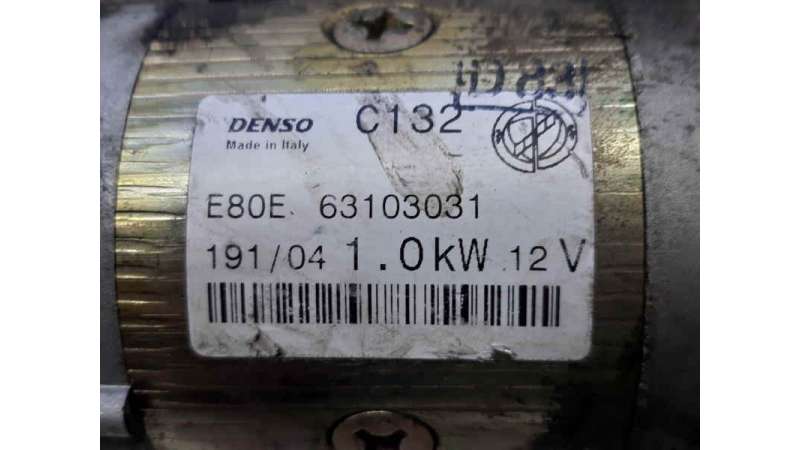 DENSO C132
Made in Italy
E80E 63103031
191/04 1.0kW 12V